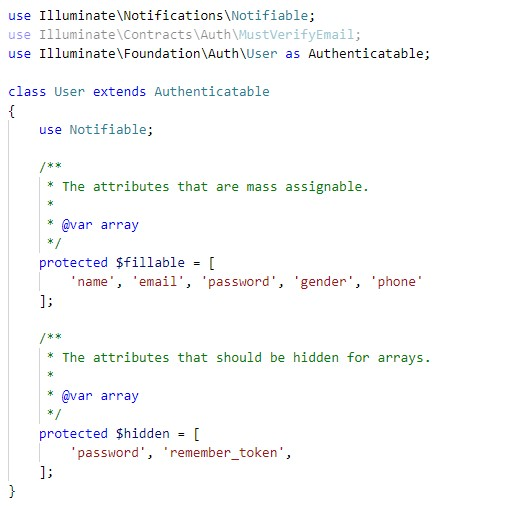 use Illuminate\Notifications\Notifiable;
use Illuminate\Contracts\Auth\MustVerifyEmail;
use Illuminate\Foundation\Auth\User as Authenticatable;

class User extends Authenticatable
{
    use Notifiable;

    /**
     * The attributes that are mass assignable.
     *
     * @var array
     */
    protected $fillable = [
        'name', 'email', 'password', 'gender', 'phone'
    ];

    /**
     * The attributes that should be hidden for arrays.
     *
     * @var array
     */
    protected $hidden = [
        'password', 'remember_token',
    ];
}